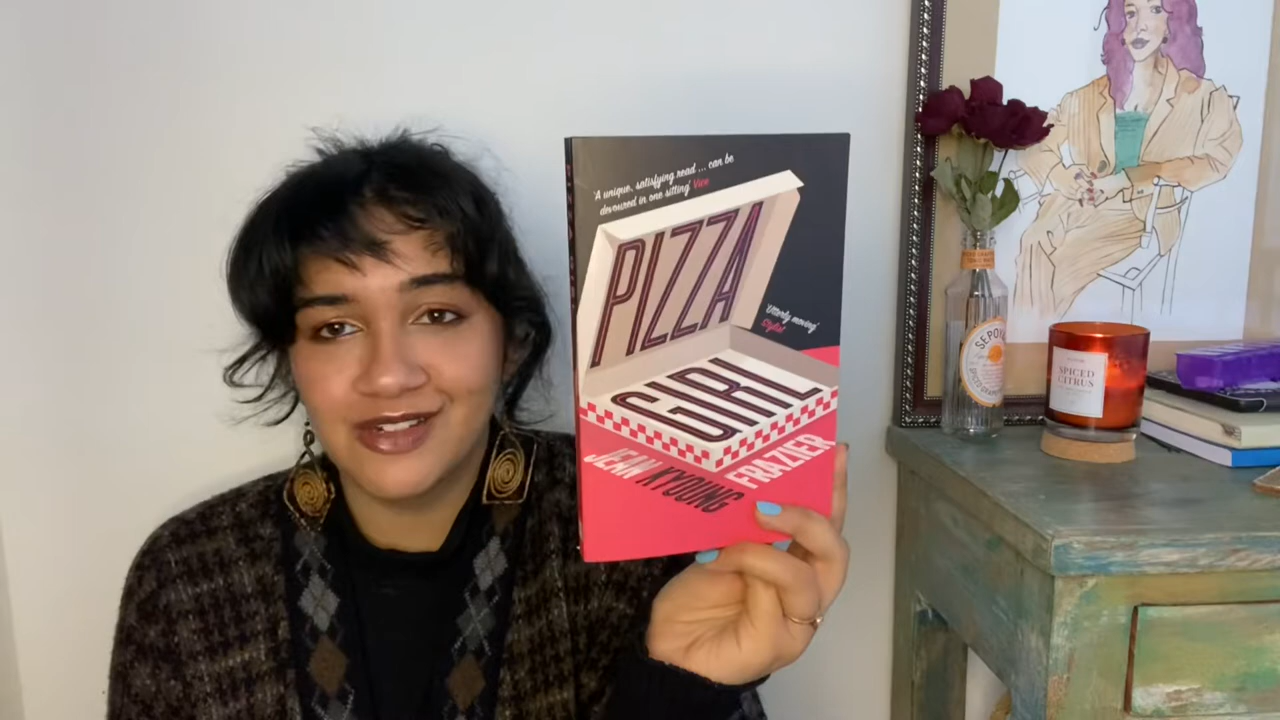 'A unique, satisfying read ... can be
devoured in one sitting' Vice
PIZZA
'Utterly moving'
Stylist
GIRL
JEAN KYOUNG
FRAZIER
SPICED
CITRUS